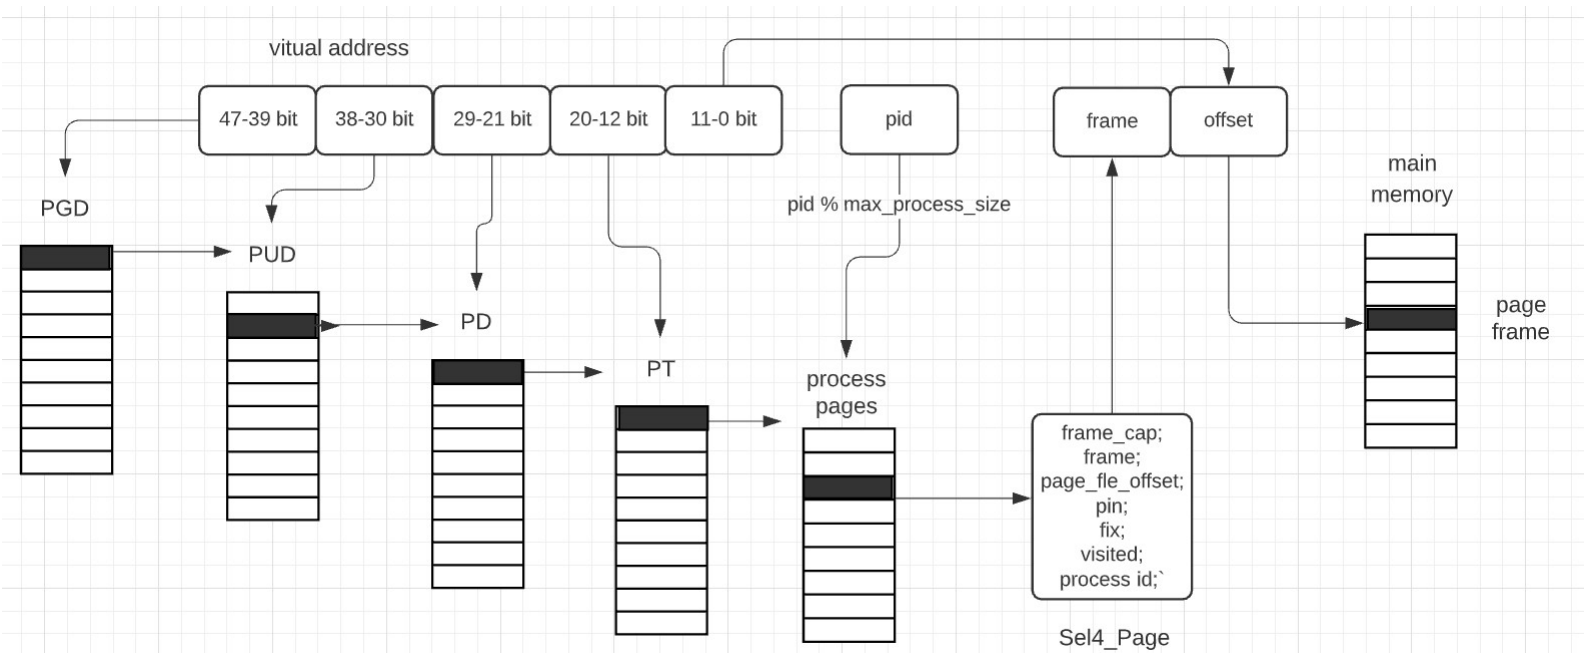 vitual address
47-39 bit
38-30 bit
29-21 bit
20-12 bit
11-0 bit
pid
frame
offset
main
memory
pid % max_process_size
PGD
PUD
PD
PT
process
pages
page
frame
frame_cap;
frame;
page_fle_offset;
pin;
fix;
visited;
process id;`
Sel4_Page